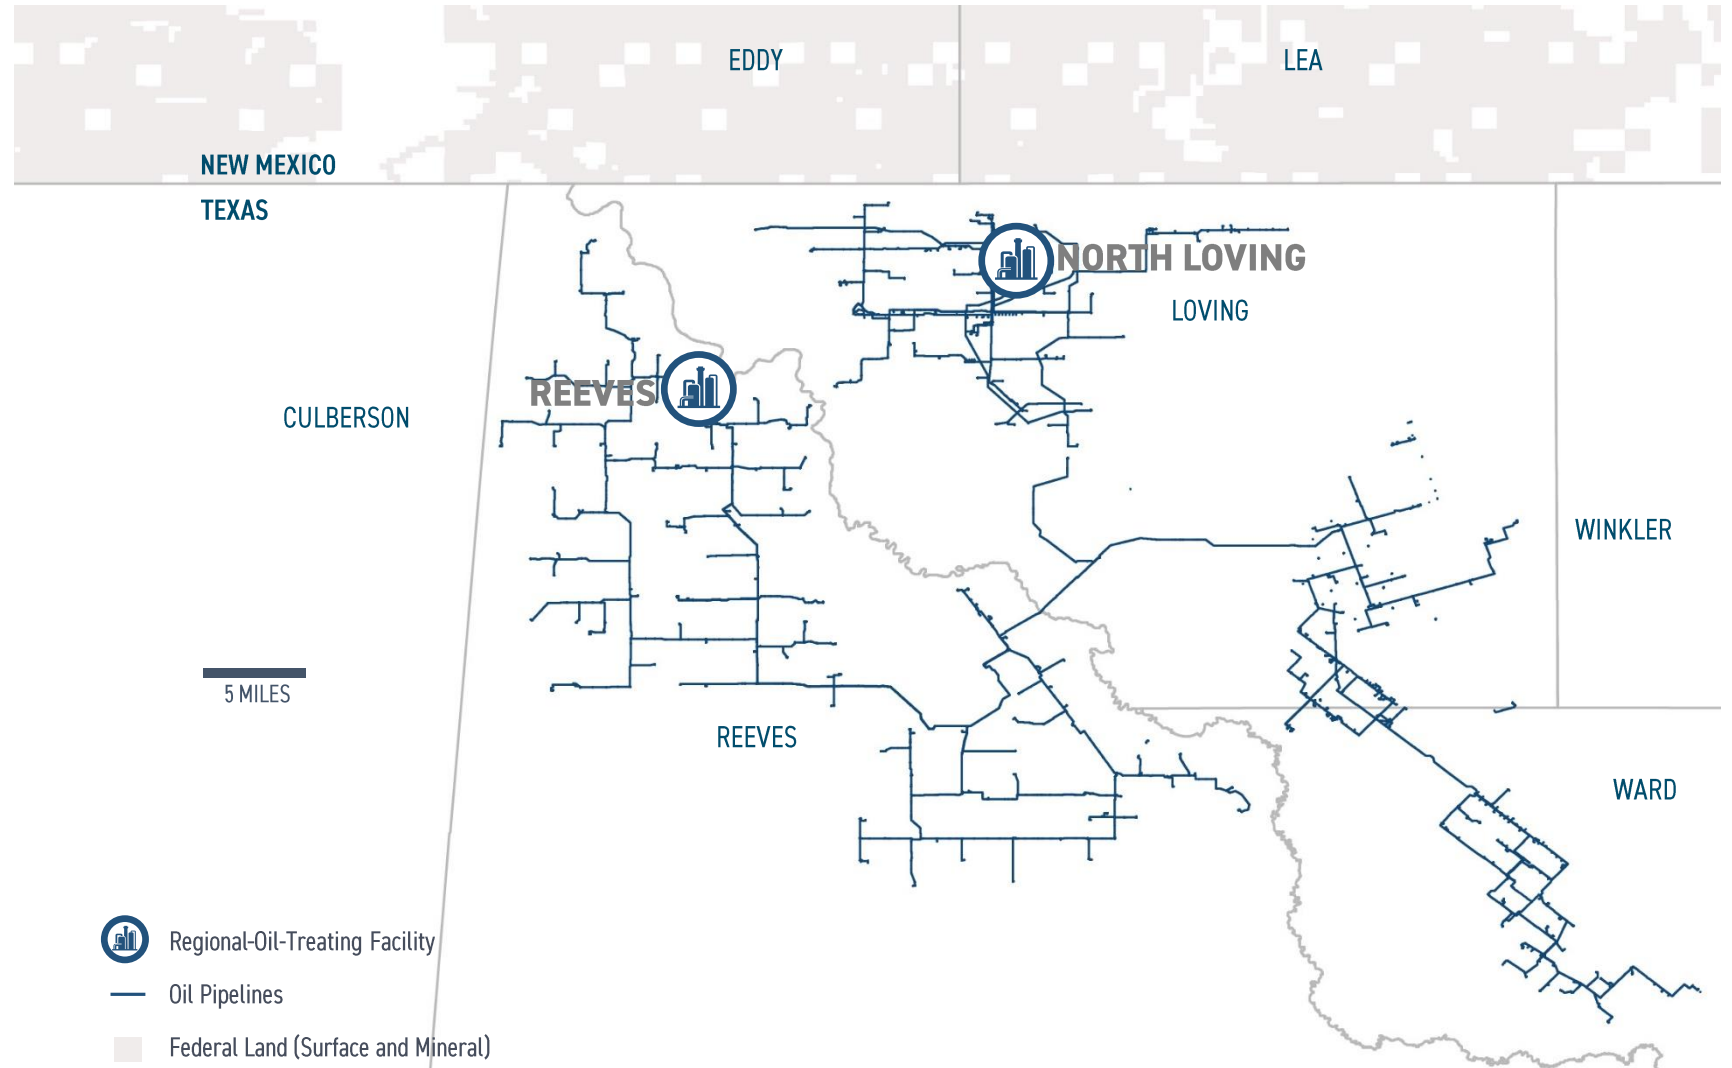 EDDY
LEA
NEW MEXICO
TEXAS
NORTH LOVING
LOVING
REEVES
CULBERSON
WINKLER
5 MILES
REEVES
WARD
Regional-Oil-Treating Facility
Oil Pipelines
Federal Land (Surface and Mineral)